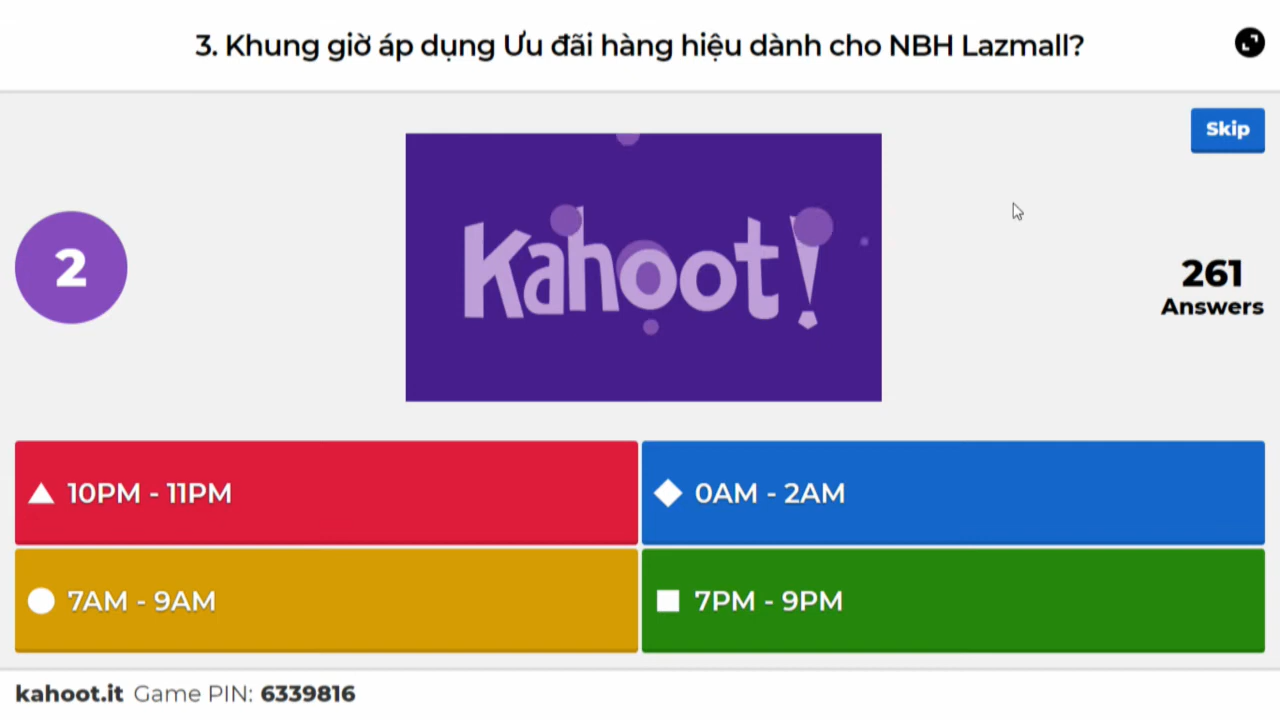 3. Khung giờ áp dụng Ưu đãi hàng hiệu dành cho NBH Lazmall?
Skip
2
Kahoot!
261
Answers
10PM - 11PM
0AM - 2AM
7AM - 9AM
7PM - 9PM
kahoot.it Game PIN: 6339816